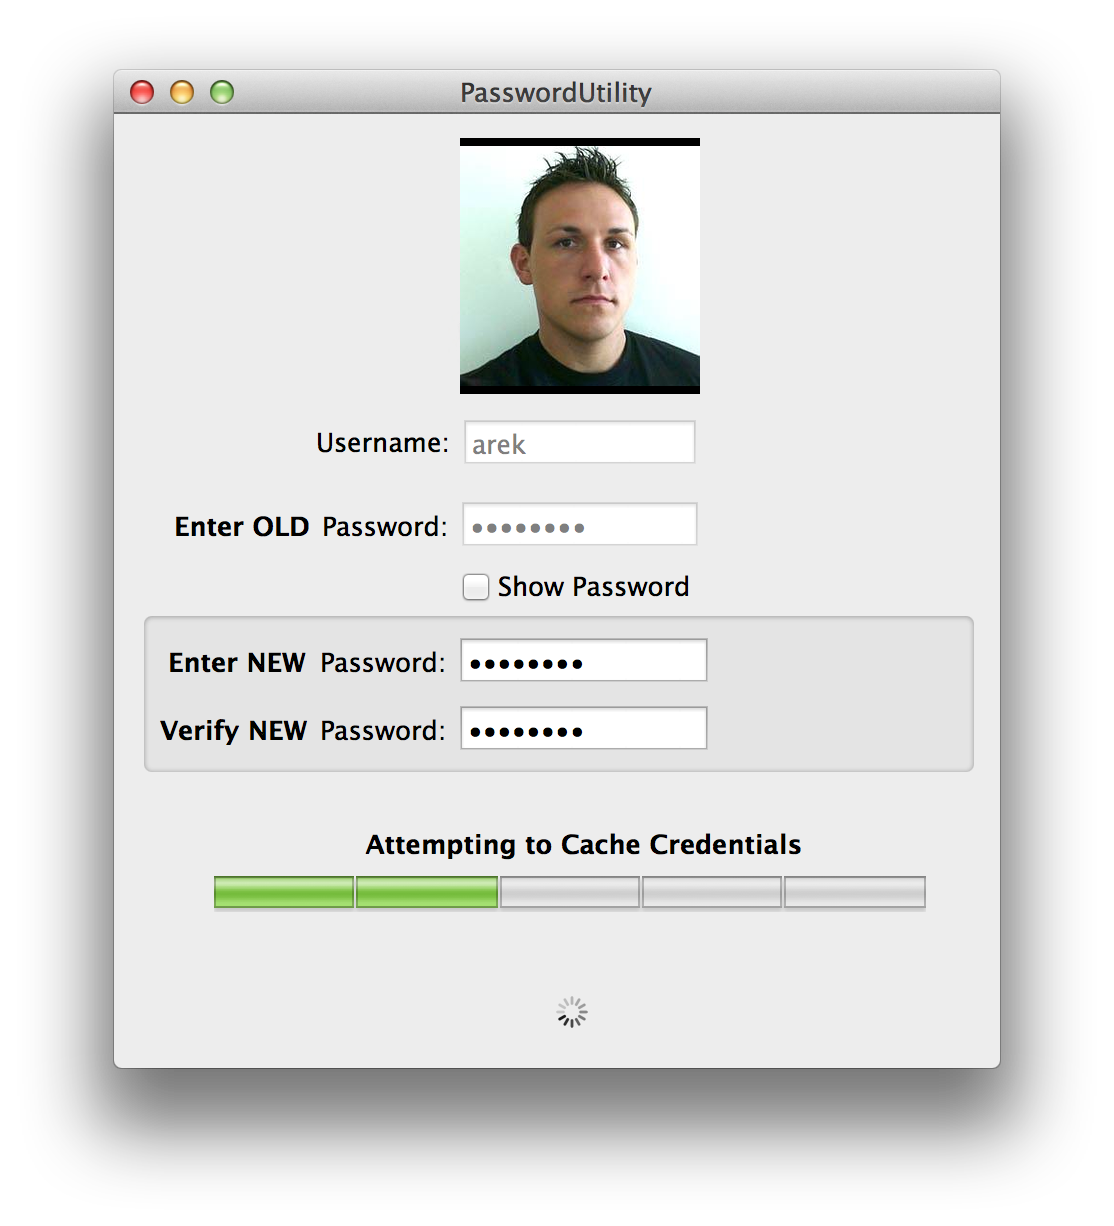 PasswordUtility
Username: arek
Enter OLD Password: ••••••••
Show Password
Enter NEW Password: ••••••••
Verify NEW Password: ••••••••
Attempting to Cache Credentials